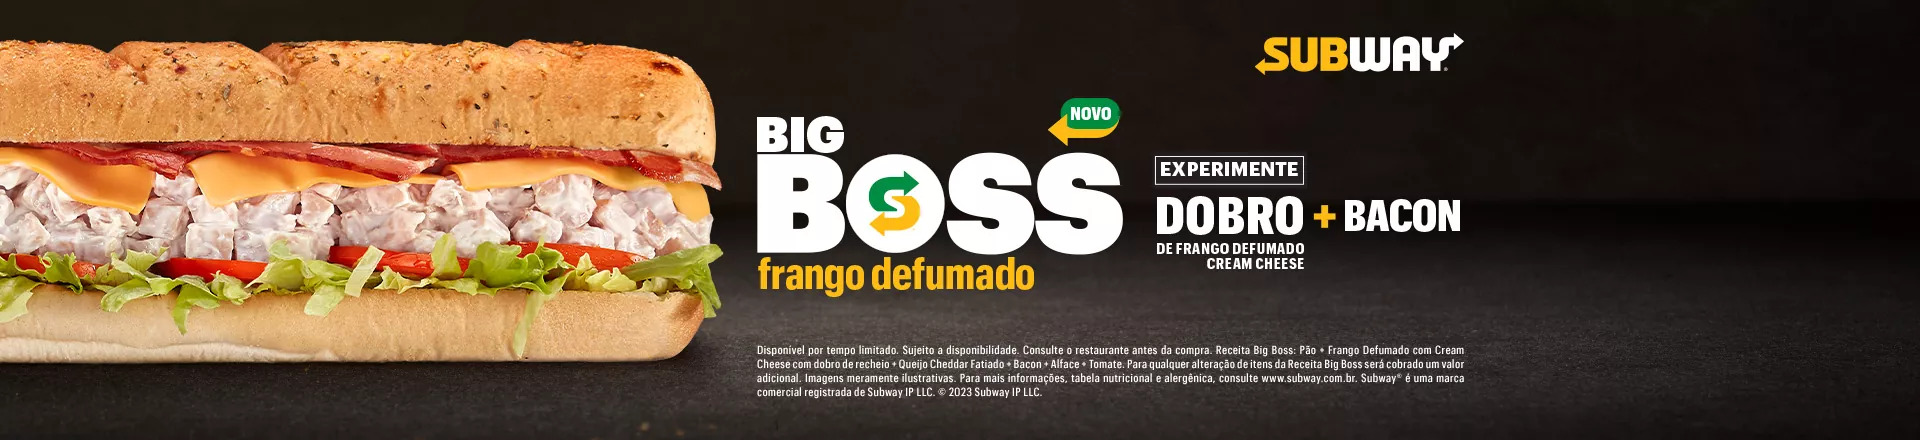 SUBWAY®
NOVO
BIG
BOSS
frango defumado
EXPERIMENTE
DOBRO + BACON
DE FRANGO DEFUMADO
CREAM CHEESE
Disponível por tempo limitado. Sujeito a disponibilidade. Consulte o restaurante antes da compra. Receita Big Boss: Pão + Frango Defumado com Cream
Cheese com dobro de recheio + Queijo Cheddar Fatiado + Bacon + Alface + Tomate. Para qualquer alteração de itens da Receita Big Boss será cobrado um valor
adicional. Imagens meramente ilustrativas. Para mais informações, tabela nutricional e alergênica, consulte www.subway.com.br. Subway® é uma marca
comercial registrada de Subway IP LLC. © 2023 Subway IP LLC.